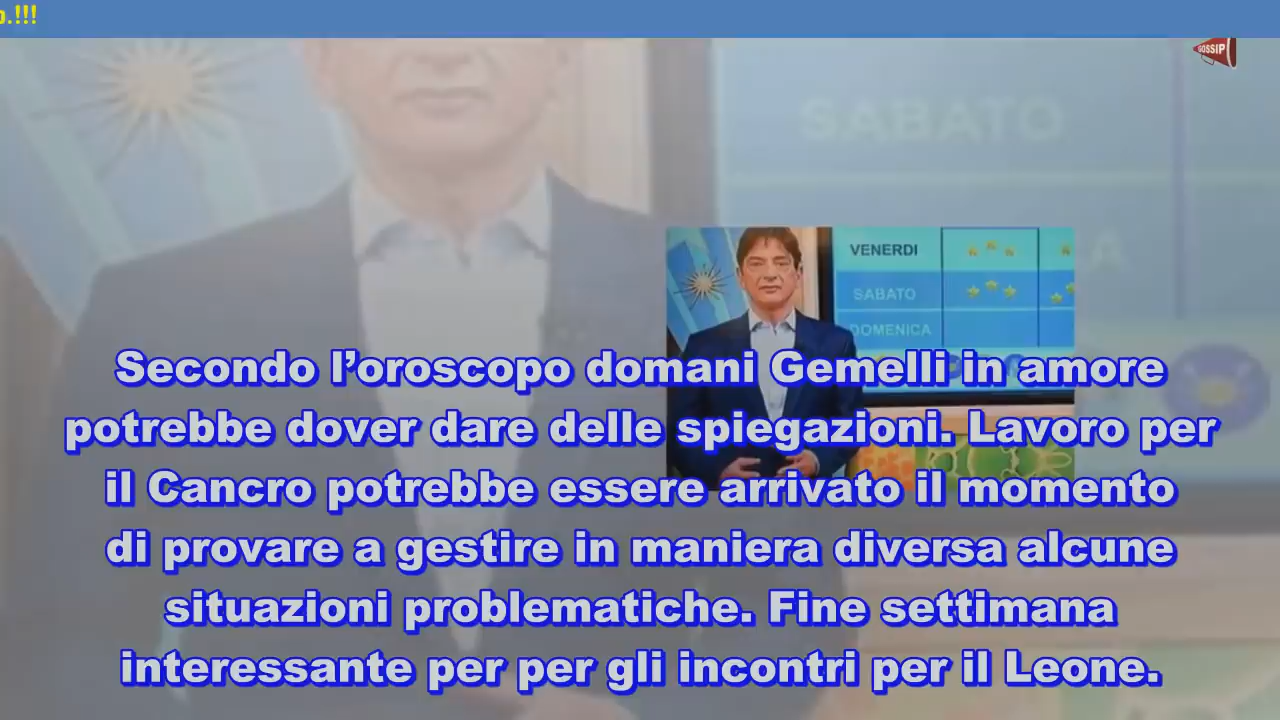 o.!!!
GOSSIP
SABATO
VENERDI
SABATO
DOMENICA
Secondo l’oroscopo domani Gemelli in amore
potrebbe dover dare delle spiegazioni. Lavoro per
il Cancro potrebbe essere arrivato il momento
di provare a gestire in maniera diversa alcune
situazioni problematiche. Fine settimana
interessante per per gli incontri per il Leone.